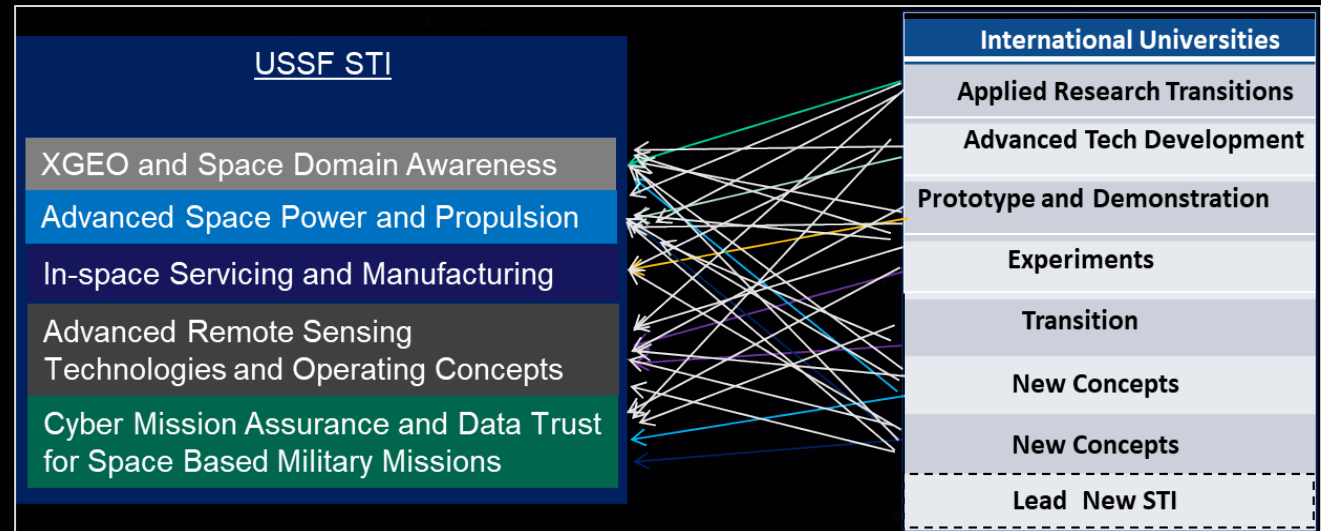 USSF STI
XGEO and Space Domain Awareness
Advanced Space Power and Propulsion
In-space Servicing and Manufacturing
Advanced Remote Sensing
Technologies and Operating Concepts
Cyber Mission Assurance and Data Trust
for Space Based Military Missions
International Universities
Applied Research Transitions
Advanced Tech Development
Prototype and Demonstration
Experiments
Transition
New Concepts
New Concepts
Lead New STI